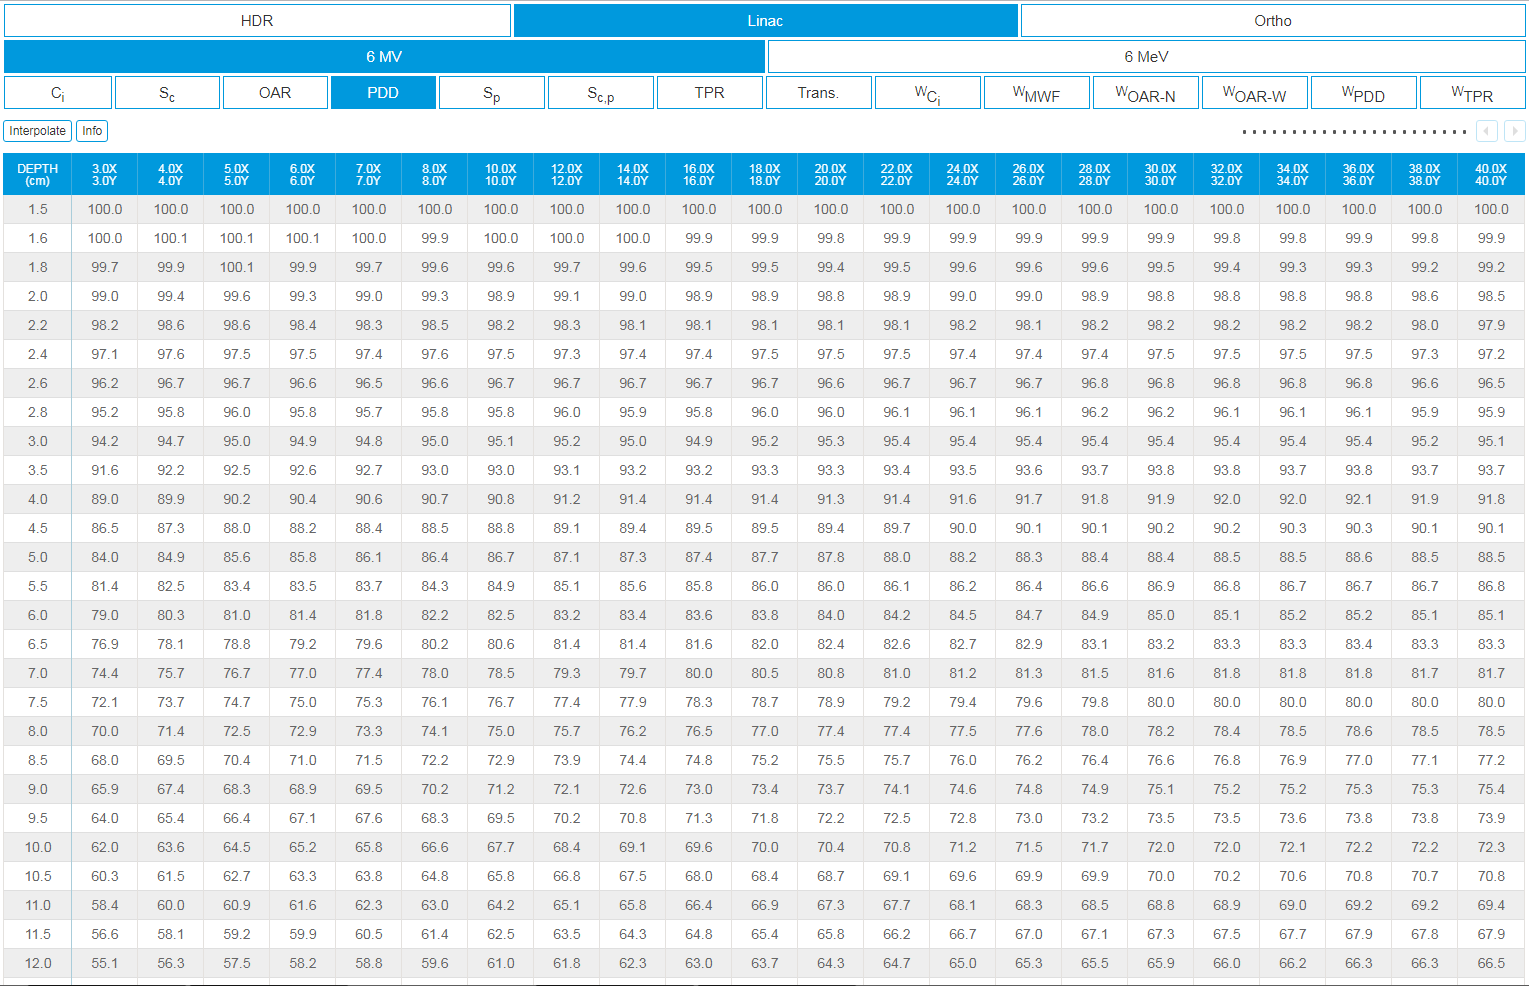 HDR Linac Ortho
6 MV 6 MeV
Ci Sc OAR PDD Sp Sc,p TPR Trans. WCi WMWF WOAR-N WOAR-W WPDD WTPR
Interpolate Info
DEPTH 3.0X 4.0X 5.0X 6.0X 7.0X 8.0X 10.0X 12.0X 14.0X 16.0X 18.0X 20.0X 22.0X 24.0X 26.0X 28.0X 30.0X 32.0X 34.0X 36.0X 38.0X 40.0X
(cm) 3.0Y 4.0Y 5.0Y 6.0Y 7.0Y 8.0Y 10.0Y 12.0Y 14.0Y 16.0Y 18.0Y 20.0Y 22.0Y 24.0Y 26.0Y 28.0Y 30.0Y 32.0Y 34.0Y 36.0Y 38.0Y 40.0Y
1.5 100.0 100.0 100.0 100.0 100.0 100.0 100.0 100.0 100.0 100.0 100.0 100.0 100.0 100.0 100.0 100.0 100.0 100.0 100.0 100.0 100.0 100.0
1.6 100.0 100.1 100.1 100.1 100.0 99.9 100.0 100.0 100.0 99.9 99.9 99.8 99.9 99.9 99.9 99.9 99.9 99.8 99.8 99.9 99.8 99.9
1.8 99.7 99.9 100.1 99.9 99.7 99.6 99.6 99.7 99.6 99.5 99.5 99.4 99.5 99.6 99.6 99.6 99.5 99.4 99.3 99.3 99.2 99.2
2.0 99.0 99.4 99.6 99.3 99.0 99.3 98.9 99.1 99.0 98.9 98.9 98.8 98.9 99.0 99.0 98.9 98.8 98.8 98.8 98.8 98.6 98.5
2.2 98.2 98.6 98.6 98.4 98.3 98.5 98.2 98.3 98.1 98.1 98.1 98.1 98.1 98.2 98.1 98.2 98.2 98.2 98.2 98.2 98.0 97.9
2.4 97.1 97.6 97.5 97.5 97.4 97.6 97.5 97.3 97.4 97.4 97.5 97.5 97.5 97.4 97.4 97.4 97.5 97.5 97.5 97.5 97.3 97.2
2.6 96.2 96.7 96.7 96.6 96.5 96.6 96.7 96.7 96.7 96.7 96.7 96.6 96.7 96.7 96.7 96.8 96.8 96.8 96.8 96.8 96.6 96.5
2.8 95.2 95.8 96.0 95.8 95.7 95.8 95.8 96.0 95.9 95.8 96.0 96.0 96.1 96.1 96.1 96.2 96.2 96.1 96.1 96.1 95.9 95.9
3.0 94.2 94.7 95.0 94.9 94.8 95.0 95.1 95.2 95.0 94.9 95.2 95.3 95.4 95.4 95.4 95.4 95.4 95.4 95.4 95.4 95.2 95.1
3.5 91.6 92.2 92.5 92.6 92.7 93.0 93.0 93.1 93.2 93.2 93.3 93.3 93.4 93.5 93.6 93.7 93.8 93.8 93.7 93.8 93.7 93.7
4.0 89.0 89.9 90.2 90.4 90.6 90.7 90.8 91.2 91.4 91.4 91.4 91.3 91.4 91.6 91.7 91.8 91.9 92.0 92.0 92.1 91.9 91.8
4.5 86.5 87.3 88.0 88.2 88.4 88.5 88.8 89.1 89.4 89.5 89.5 89.4 89.7 90.0 90.1 90.1 90.2 90.2 90.3 90.3 90.1 90.1
5.0 84.0 84.9 85.6 85.8 86.1 86.4 86.7 87.1 87.3 87.4 87.7 87.8 88.0 88.2 88.3 88.4 88.4 88.5 88.5 88.6 88.5 88.5
5.5 81.4 82.5 83.4 83.5 83.7 84.3 84.9 85.1 85.6 85.8 86.0 86.0 86.1 86.2 86.4 86.6 86.9 86.8 86.7 86.7 86.7 86.8
6.0 79.0 80.3 81.0 81.4 81.8 82.2 82.5 83.2 83.4 83.6 83.8 84.0 84.2 84.5 84.7 84.9 85.0 85.1 85.2 85.2 85.1 85.1
6.5 76.9 78.1 78.8 79.2 79.6 80.2 80.6 81.4 81.4 81.6 82.0 82.4 82.6 82.7 82.9 83.1 83.2 83.3 83.3 83.4 83.3 83.3
7.0 74.4 75.7 76.7 77.0 77.4 78.0 78.5 79.3 79.7 80.0 80.5 80.8 81.0 81.2 81.3 81.5 81.6 81.8 81.8 81.8 81.7 81.7
7.5 72.1 73.7 74.7 75.0 75.3 76.1 76.7 77.4 77.9 78.3 78.7 78.9 79.2 79.4 79.6 79.8 80.0 80.0 80.0 80.0 80.0 80.0
8.0 70.0 71.4 72.5 72.9 73.3 74.1 75.0 75.7 76.2 76.5 77.0 77.4 77.4 77.5 77.6 78.0 78.2 78.4 78.5 78.6 78.5 78.5
8.5 68.0 69.5 70.4 71.0 71.5 72.2 72.9 73.9 74.4 74.8 75.2 75.5 75.7 76.0 76.2 76.4 76.6 76.8 76.9 77.0 77.1 77.2
9.0 65.9 67.4 68.3 68.9 69.5 70.2 71.2 72.1 72.6 73.0 73.4 73.7 74.1 74.6 74.8 74.9 75.1 75.2 75.2 75.3 75.3 75.4
9.5 64.0 65.4 66.4 67.1 67.6 68.3 69.5 70.2 70.8 71.3 71.8 72.2 72.5 72.8 73.0 73.2 73.5 73.5 73.6 73.8 73.8 73.9
10.0 62.0 63.6 64.5 65.2 65.8 66.6 67.7 68.4 69.1 69.6 70.0 70.4 70.8 71.2 71.5 71.7 72.0 72.0 72.1 72.2 72.2 72.3
10.5 60.3 61.5 62.7 63.3 63.8 64.8 65.8 66.8 67.5 68.0 68.4 68.7 69.1 69.6 69.9 69.9 70.0 70.2 70.6 70.8 70.7 70.8
11.0 58.4 60.0 60.9 61.6 62.3 63.0 64.2 65.1 65.8 66.4 66.9 67.3 67.7 68.1 68.3 68.5 68.8 68.9 69.0 69.2 69.2 69.4
11.5 56.6 58.1 59.2 59.9 60.5 61.4 62.5 63.5 64.3 64.8 65.4 65.8 66.2 66.7 67.0 67.1 67.3 67.5 67.7 67.9 67.8 67.9
12.0 55.1 56.3 57.5 58.2 58.8 59.6 61.0 61.8 62.3 63.0 63.7 64.3 64.7 65.0 65.3 65.5 65.9 66.0 66.2 66.3 66.3 66.5